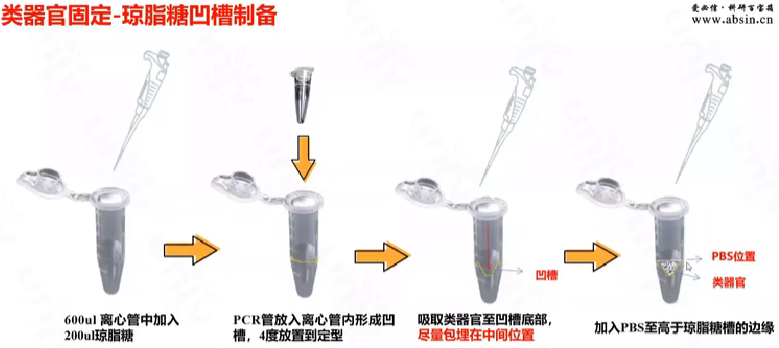 类器官固定-琼脂糖凹槽制备
爱必信·科研百宝箱
www.absin.cn
凹槽
PBS位置
类器官
600ul 离心管中加入
200ul琼脂糖
PCR管放入离心管内形成凹
槽，4度放置到定型
吸取类器官至凹槽底部，
尽量包埋在中间位置
加入PBS至高于琼脂糖槽的边缘